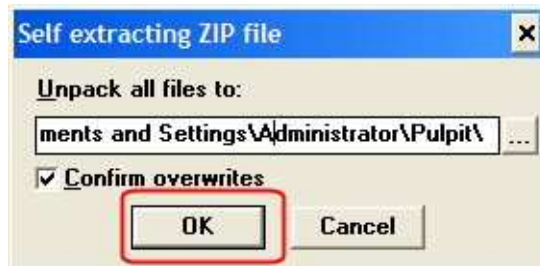 Self extracting ZIP file
Unpack all files to:
ments and Settings\Administrator\Pulpit\
...
Confirm overwrites
OK
Cancel